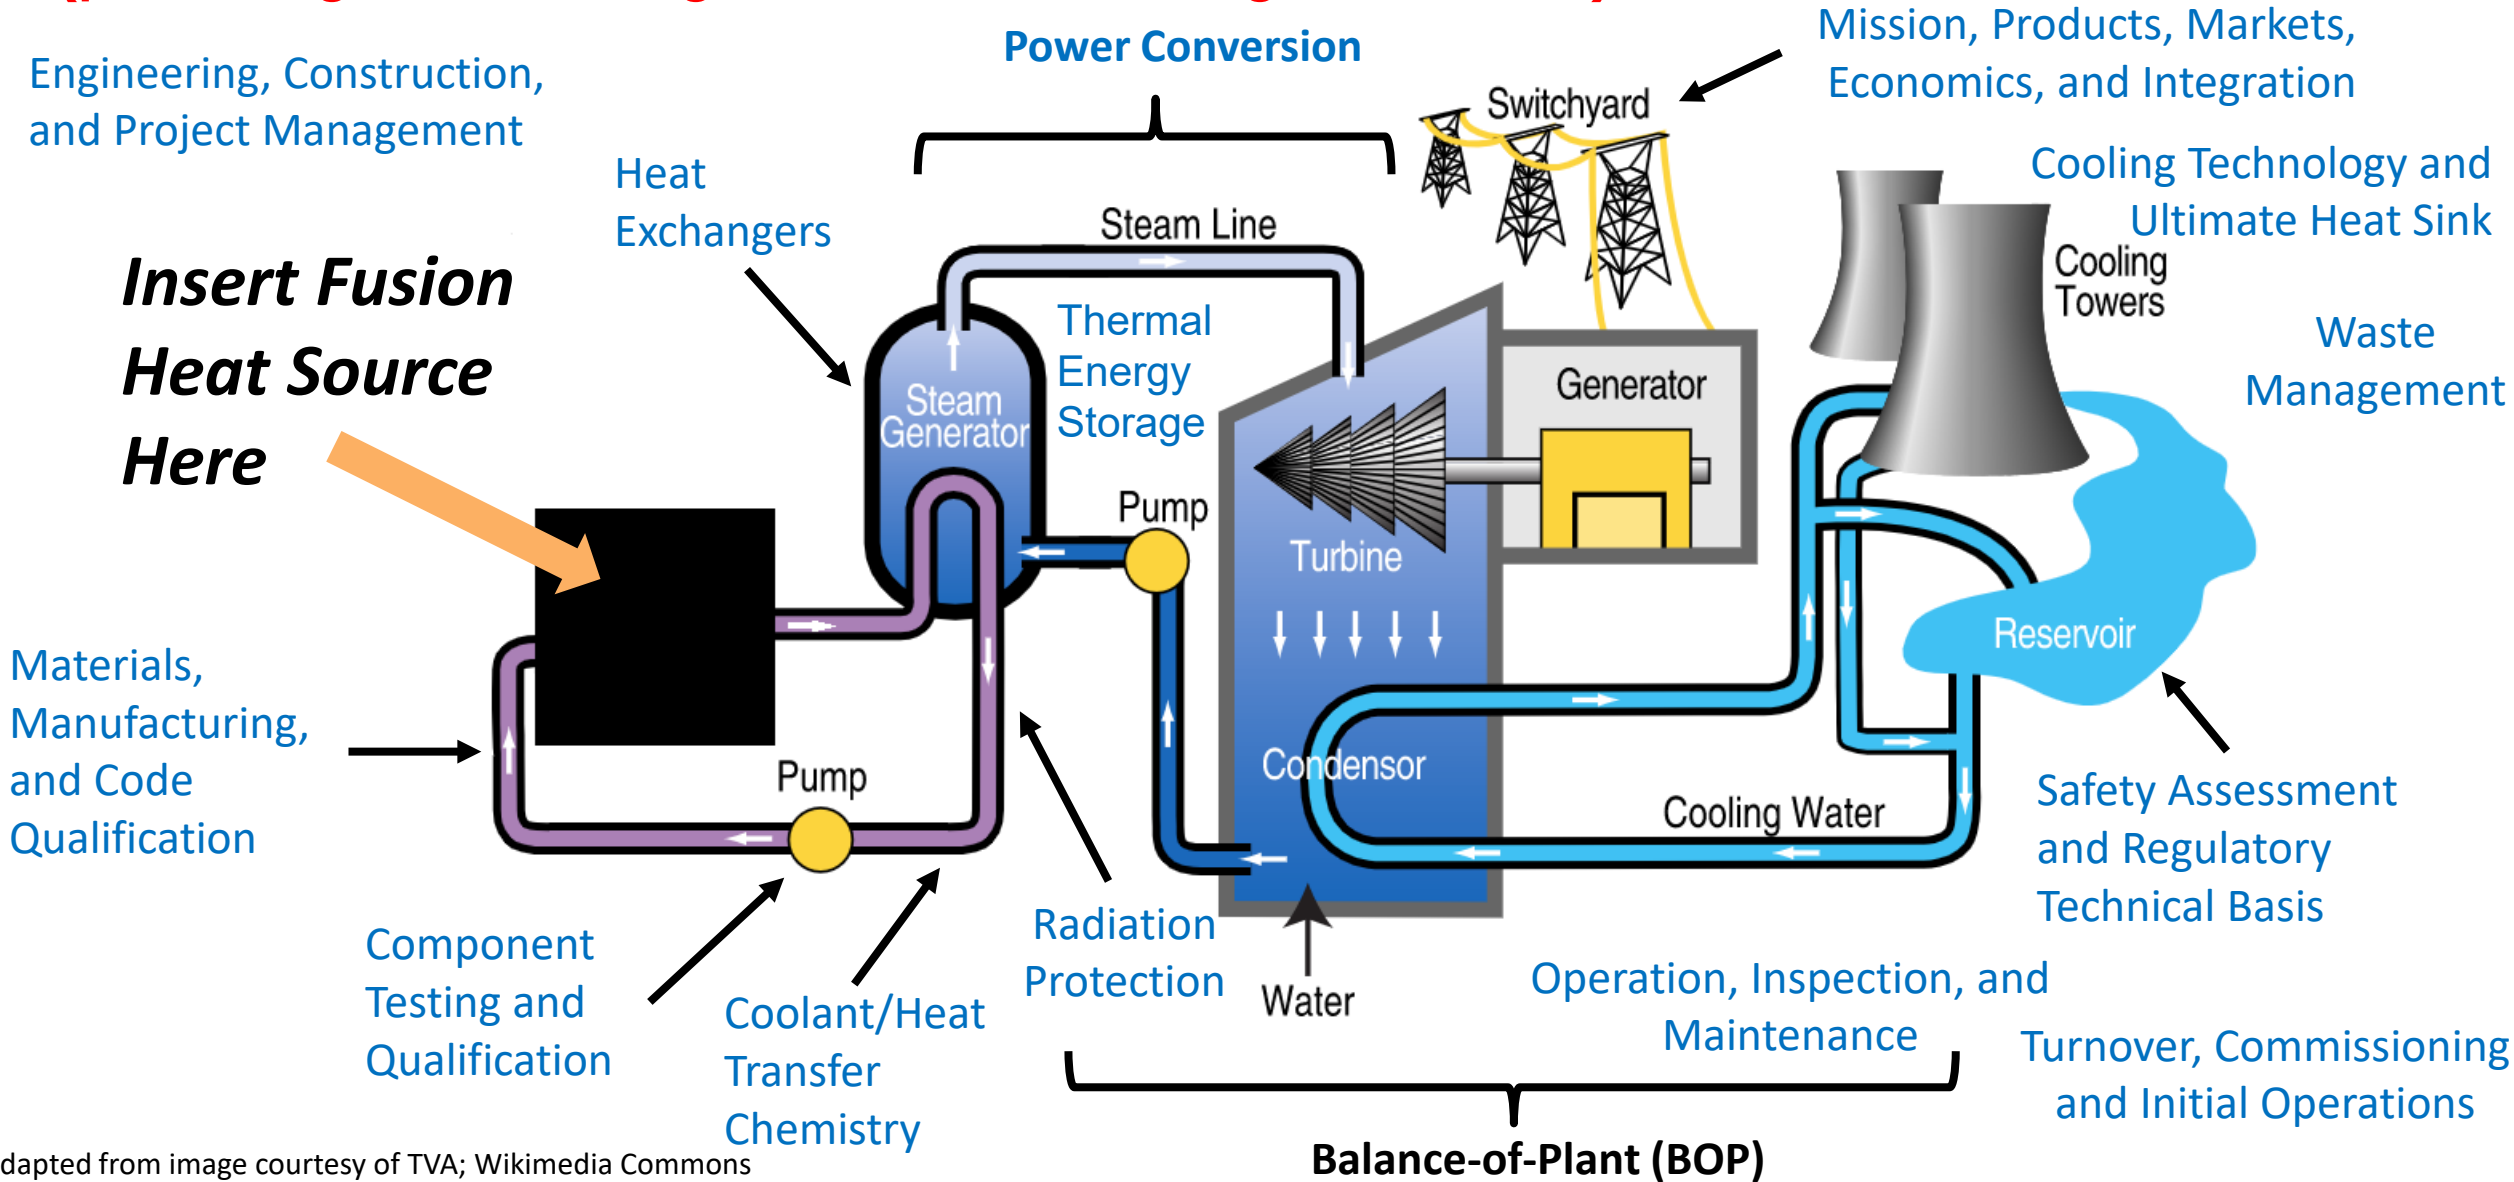 Power Conversion
Mission, Products, Markets,
Economics, and Integration
Engineering, Construction,
and Project Management
Switchyard
Cooling Technology and
Ultimate Heat Sink
Heat
Exchangers
Steam Line
Cooling
Towers
Insert Fusion
Heat Source
Here
Thermal
Energy
Storage
Waste
Management
Steam
Generator
Generator
Pump
Turbine
Reservoir
Materials,
Manufacturing,
and Code
Qualification
Pump
Condensor
Cooling Water
Safety Assessment
and Regulatory
Technical Basis
Radiation
Protection
Component
Testing and
Qualification
Coolant/Heat
Transfer
Chemistry
Water
Operation, Inspection, and
Maintenance
Turnover, Commissioning
and Initial Operations
Balance-of-Plant (BOP)
dapted from image courtesy of TVA; Wikimedia Commons